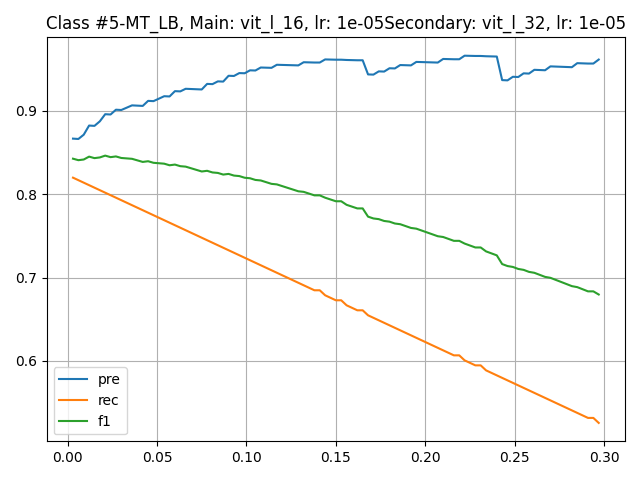 Class #5-MT_LB, Main: vit_l_16, lr: 1e-05Secondary: vit_l_32, lr: 1e-05
0.9
0.8
0.7
0.6
pre
rec
f1
0.00 0.05 0.10 0.15 0.20 0.25 0.30